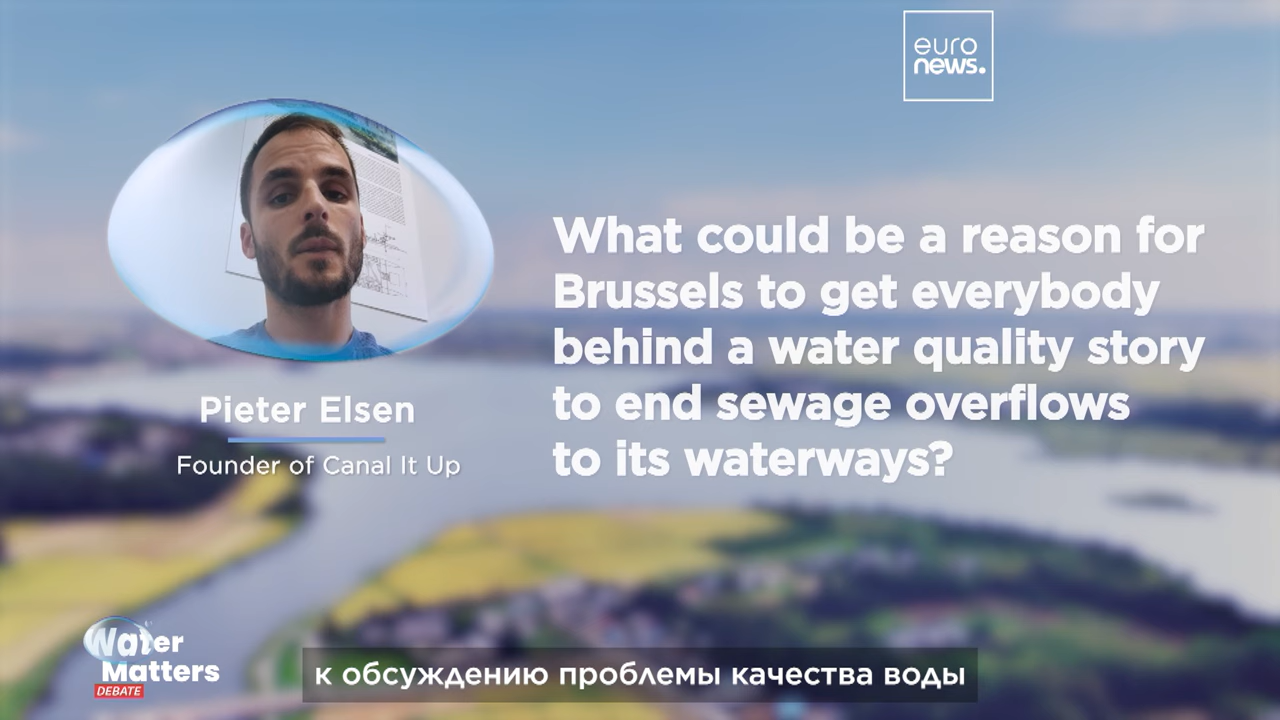 euro
news.
What could be a reason for
Brussels to get everybody
behind a water quality story
to end sewage overflows
to its waterways?
Pieter Elsen
Founder of Canal It Up
Water
Matters
DEBATE
к обсуждению проблемы качества воды